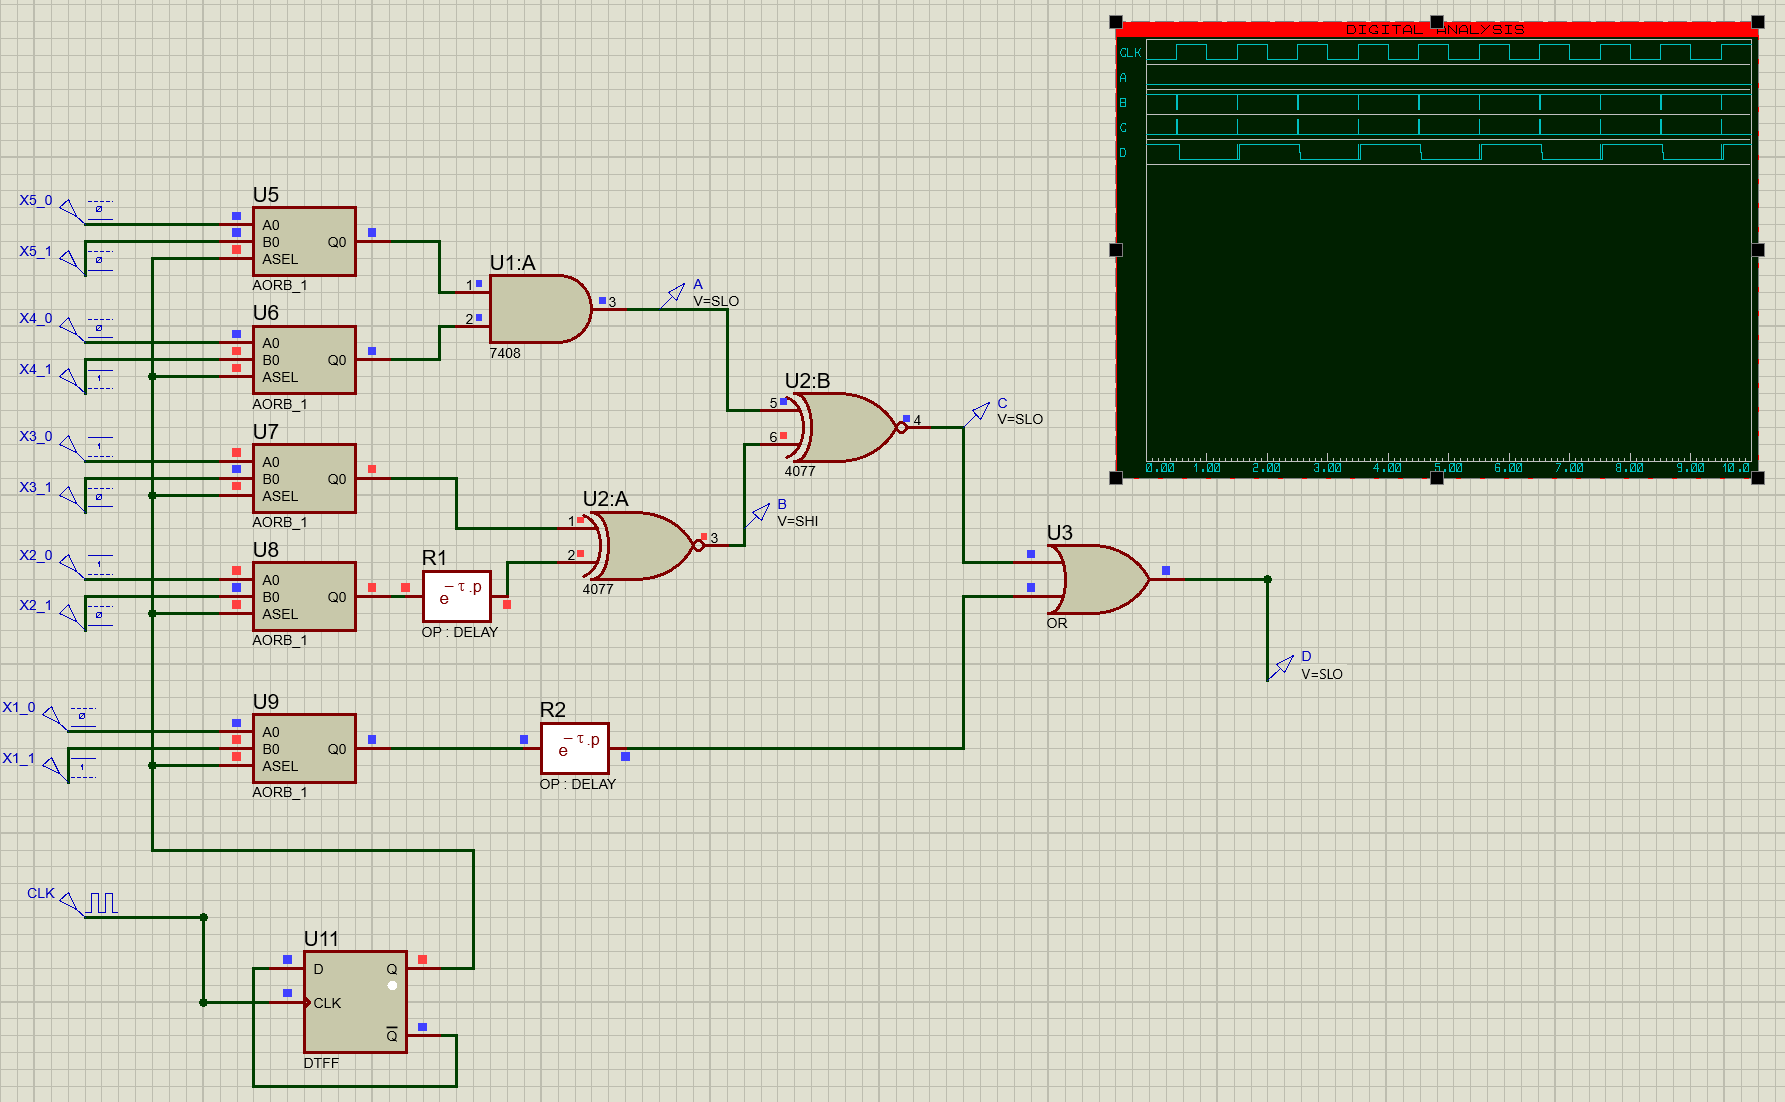 DIGITAL ANALYSIS
CLK
A
B
C
D
0.00 1.00 2.00 3.00 4.00 5.00 6.00 7.00 8.00 9.00 10.0
X5_0
X5_1
U5
A0
B0
ASEL
Q0
AORB_1
X4_0
X4_1
1
U6
A0
B0
ASEL
Q0
AORB_1
X3_0
1
X3_1
U7
A0
B0
ASEL
Q0
AORB_1
X2_0
1
X2_1
U8
A0
B0
ASEL
Q0
AORB_1
X1_0
X1_1
1
U9
A0
B0
ASEL
Q0
AORB_1
U1:A
1
2
3
7408
A
V=SLO
U2:B
5
6
4
4077
C
V=SLO
U2:A
1
2
3
4077
B
V=SHI
R1
e −τ.p
OP : DELAY
R2
e −τ.p
OP : DELAY
U3
OR
D
V=SLO
CLK
U11
D
Q
CLK
Q̅
DTFF